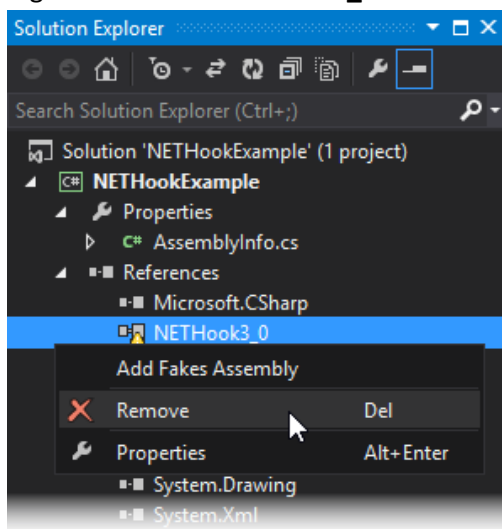 Solution Explorer
Search Solution Explorer (Ctrl+;)
Solution 'NETHookExample' (1 project)
C# NETHookExample
Properties
C# AssemblyInfo.cs
References
Microsoft.CSharp
NETHook3_0
Add Fakes Assembly
Remove Del
Properties Alt+Enter
System.Drawing
System.Xml